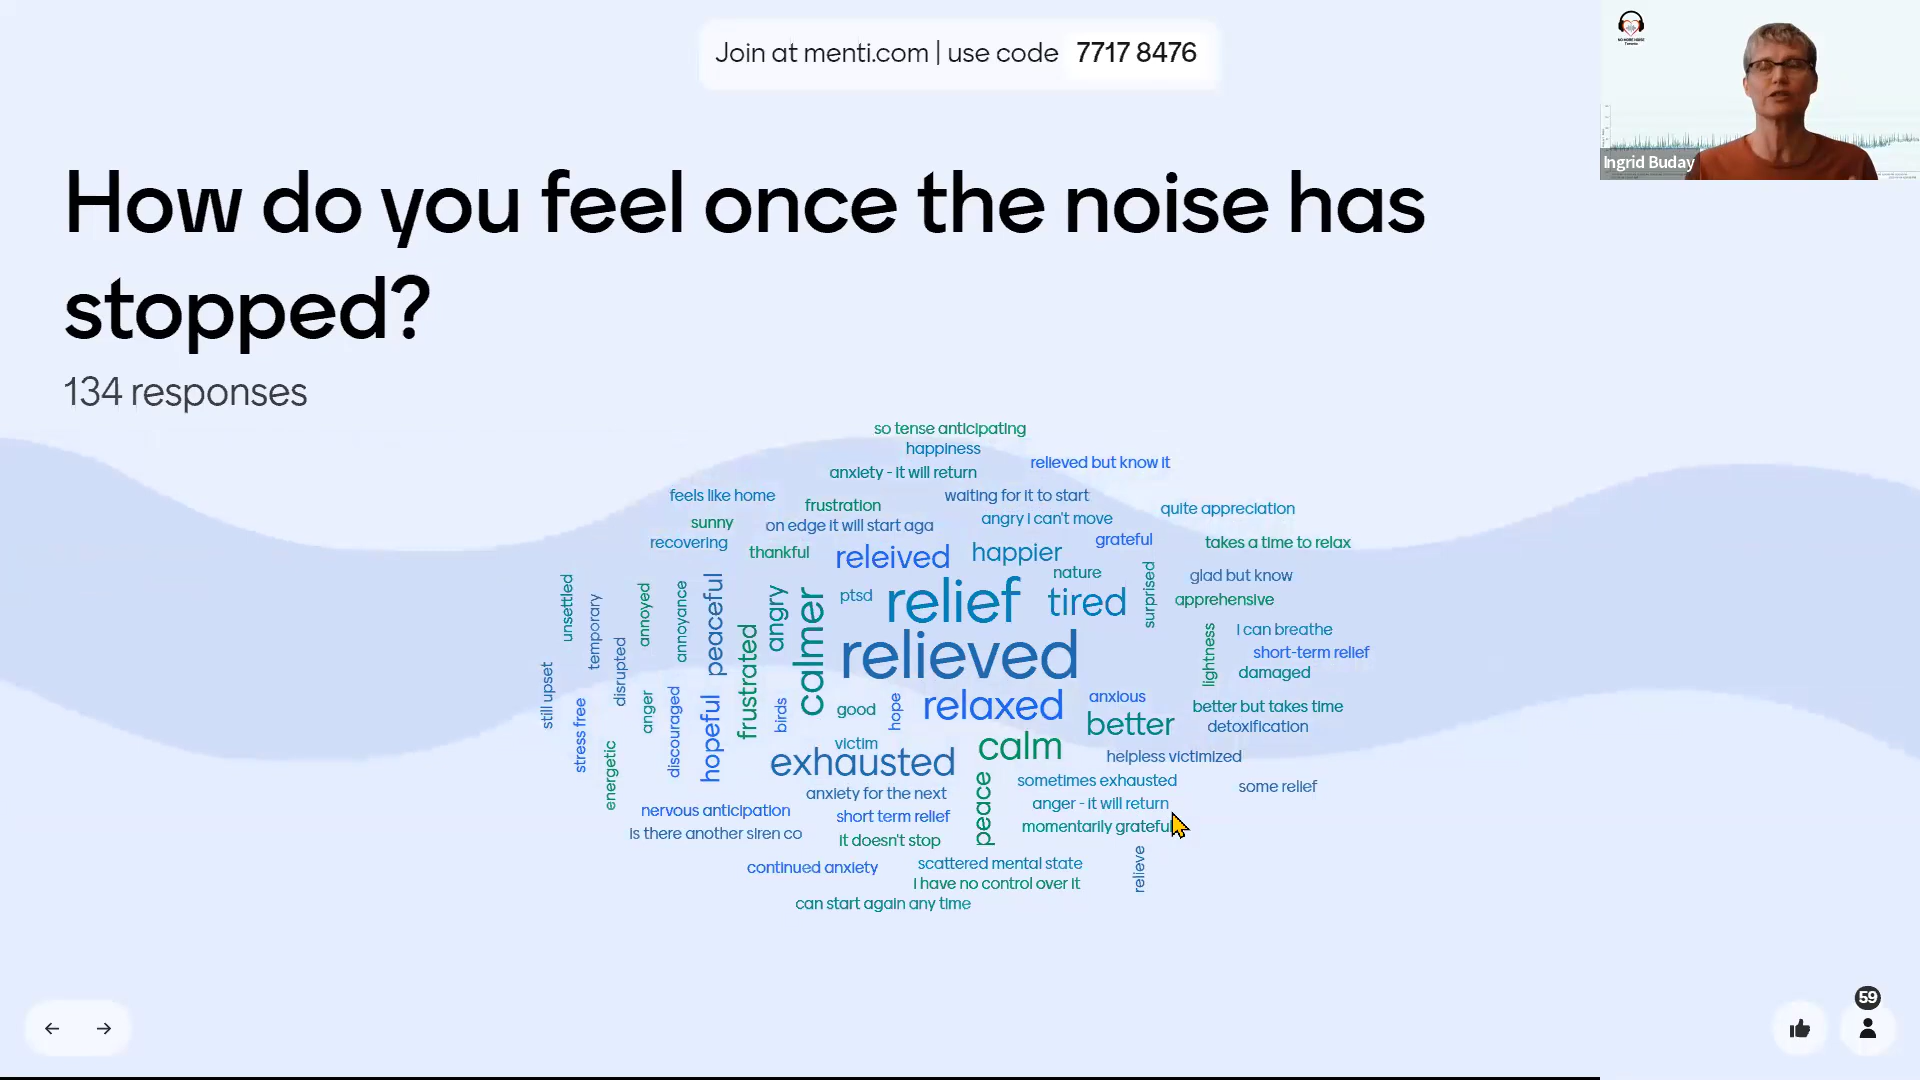 Join at menti.com | use code 7717 8476
NO MORE NOISE
Toronto
Ingrid Buday
How do you feel once the noise has
stopped?
134 responses
so tense anticipating
happiness
relieved but know it
anxiety - it will return
feels like home
waiting for it to start
frustration
quite appreciation
sunny
on edge it will start aga
angry I can't move
recovering
thankful
releived
happier
grateful
takes a time to relax
nature
glad but know
unsettled
temporary
annoyed
annoyance
peaceful
angry
calmer
ptsd
relief
tired
surprised
apprehensive
I can breathe
short-term relief
lightness
damaged
relieved
still upset
disrupted
frustrated
stress free
anger
discouraged
hopeful
birds
good
hope
relaxed
anxious
better
better but takes time
detoxification
energetic
victim
calm
exhausted
helpless victimized
peace
sometimes exhausted
some relief
anxiety for the next
anger - it will return
nervous anticipation
short term relief
momentarily grateful
is there another siren co
it doesn't stop
relieve
continued anxiety
scattered mental state
I have no control over it
can start again any time
59